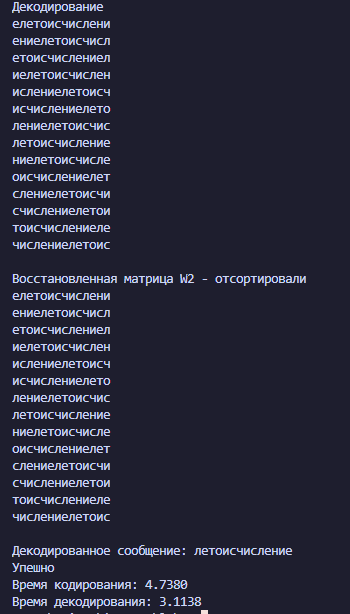 Декодирование
елетоисчислени
ениелетоисчисл
етоисчислениел
иелетоисчислен
ислениелетоисч
исчислениелето
лениелетоисчис
летоисчисление
ниелетоисчисле
оисчислениелет
слениелетоисчи
счислениелетои
тоисчислениеле
числениелетоис

Восстановленная матрица W2 - отсортировали
елетоисчислени
ениелетоисчисл
етоисчислениел
иелетоисчислен
ислениелетоисч
исчислениелето
лениелетоисчис
летоисчисление
ниелетоисчисле
оисчислениелет
слениелетоисчи
счислениелетои
тоисчислениеле
числениелетоис

Декодированное сообщение: летоисчисление
Упешно
Время кодирования: 4.7380
Время декодирования: 3.1138